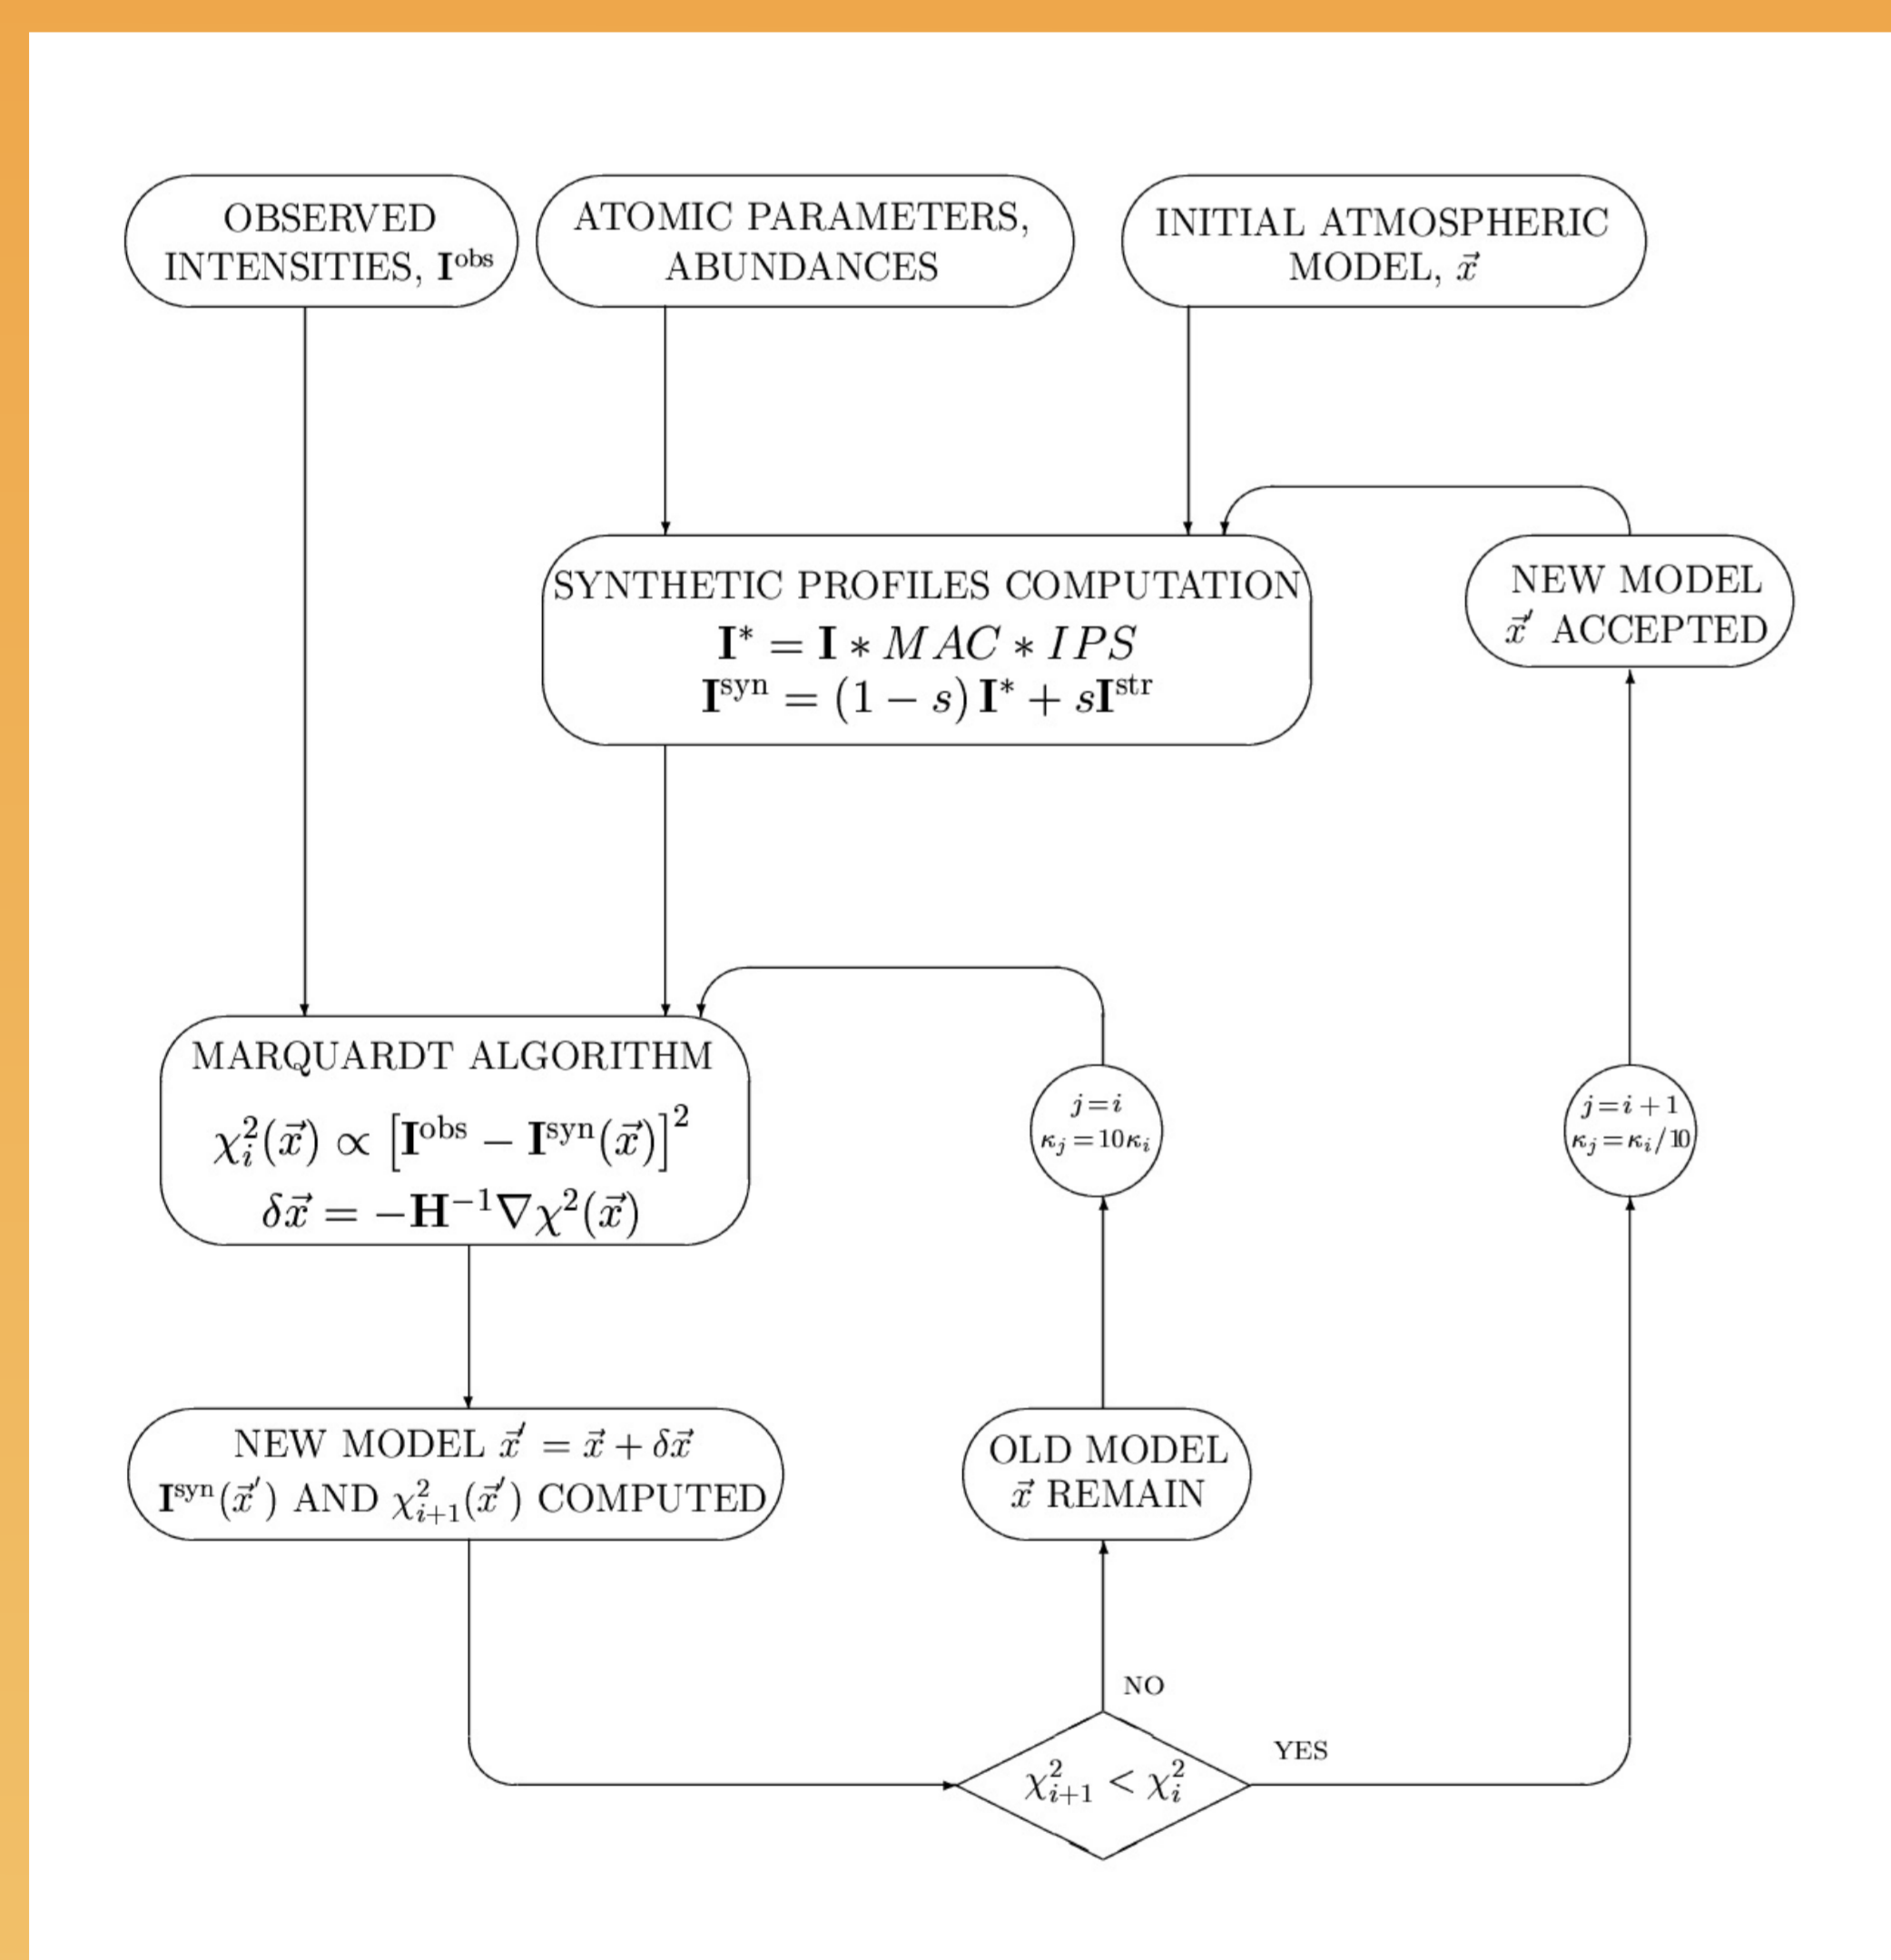 OBSERVED
INTENSITIES, I^obs
ATOMIC PARAMETERS,
ABUNDANCES
INITIAL ATMOSPHERIC
MODEL, x⃗
SYNTHETIC PROFILES COMPUTATION
I* = I ∗ MAC ∗ IPS
I^syn = (1 − s) I* + sI^str
NEW MODEL
x⃗′ ACCEPTED
MARQUARDT ALGORITHM
χ²_i(x⃗) ∝ [I^obs − I^syn(x⃗)]²
δx⃗ = −H⁻¹∇χ²(x⃗)
j=i
κ_j=10κ_i
j=i+1
κ_j=κ_i/10
NEW MODEL x⃗′ = x⃗ + δx⃗
I^syn(x⃗′) AND χ²_{i+1}(x⃗′) COMPUTED
OLD MODEL
x⃗ REMAIN
NO
YES
χ²_{i+1} < χ²_i